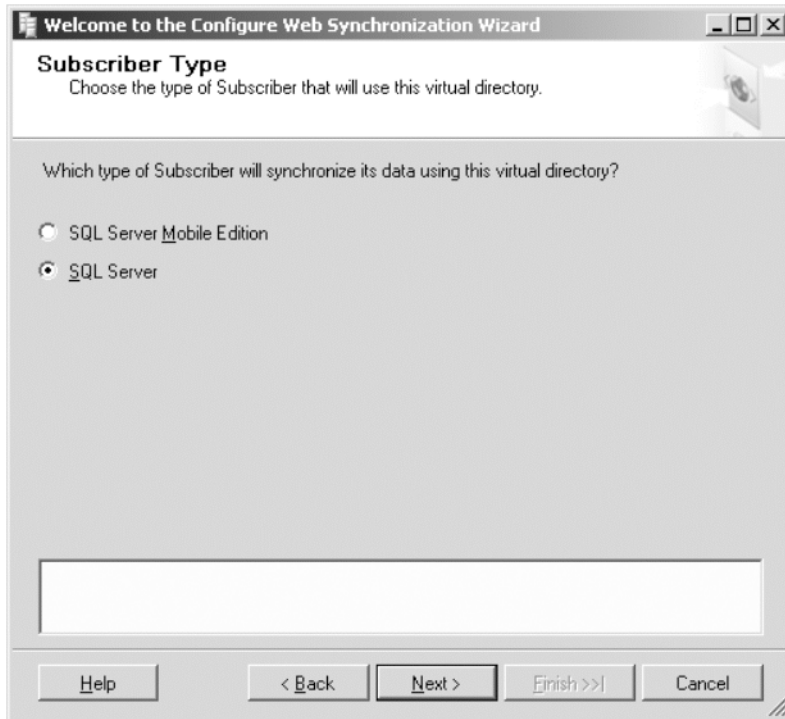 Welcome to the Configure Web Synchronization Wizard
Subscriber Type
Choose the type of Subscriber that will use this virtual directory.
Which type of Subscriber will synchronize its data using this virtual directory?
SQL Server Mobile Edition
SQL Server
Help
< Back
Next >
Finish >>|
Cancel